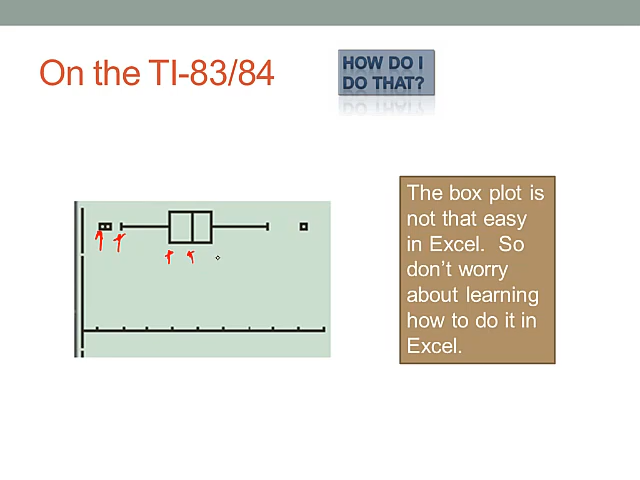 On the TI-83/84
HOW DO I
DO THAT?
The box plot is
not that easy
in Excel. So
don't worry
about learning
how to do it in
Excel.